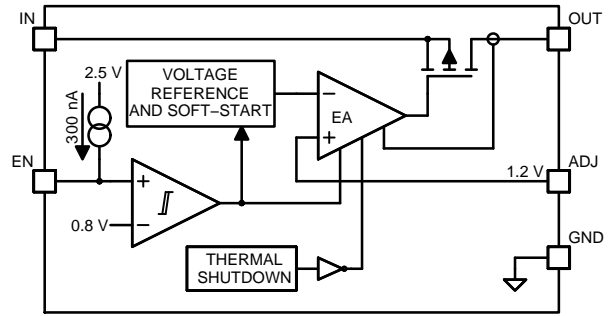 IN
OUT
2.5 V
300 nA
VOLTAGE
REFERENCE
AND SOFT–START
–
EA
+
EN
+
0.8 V
–
1.2 V
ADJ
THERMAL
SHUTDOWN
GND